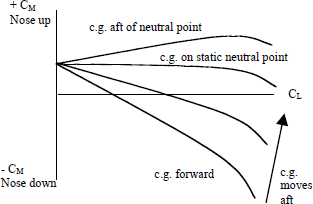 + CM
Nose up
c.g. aft of neutral point
c.g. on static neutral point
CL
- CM
Nose down
c.g. forward
c.g.
moves
aft